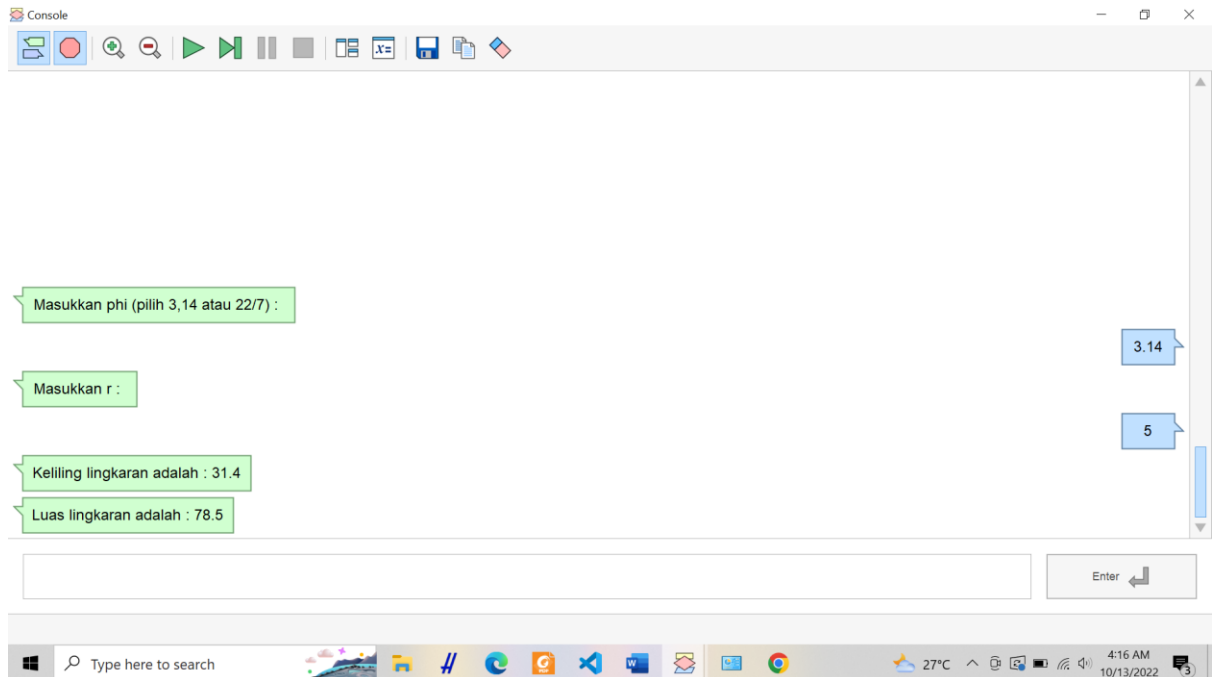 Console
x=
Masukkan phi (pilih 3,14 atau 22/7) :
3.14
Masukkan r :
5
Keliling lingkaran adalah : 31.4
Luas lingkaran adalah : 78.5
Enter
Type here to search
27°C
4:16 AM
10/13/2022
3